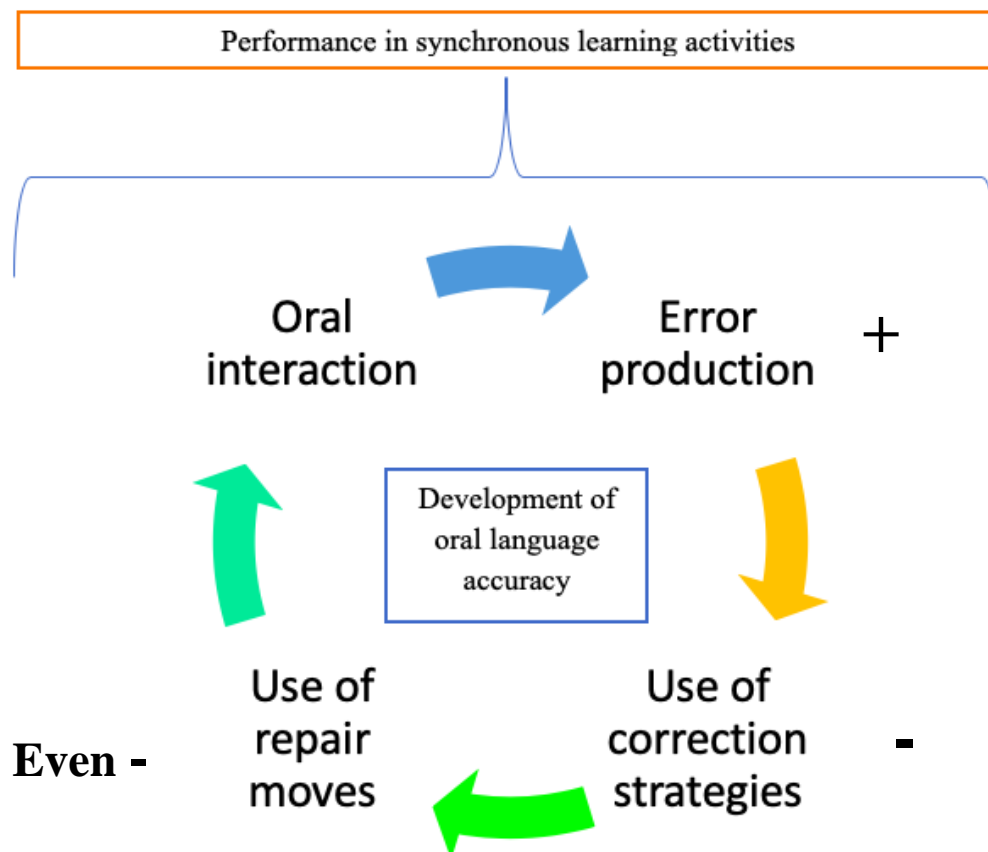 Performance in synchronous learning activities
Oral
interaction
Error
production
+
Development of
oral language
accuracy
Even -
Use of
repair
moves
Use of
correction
strategies
-